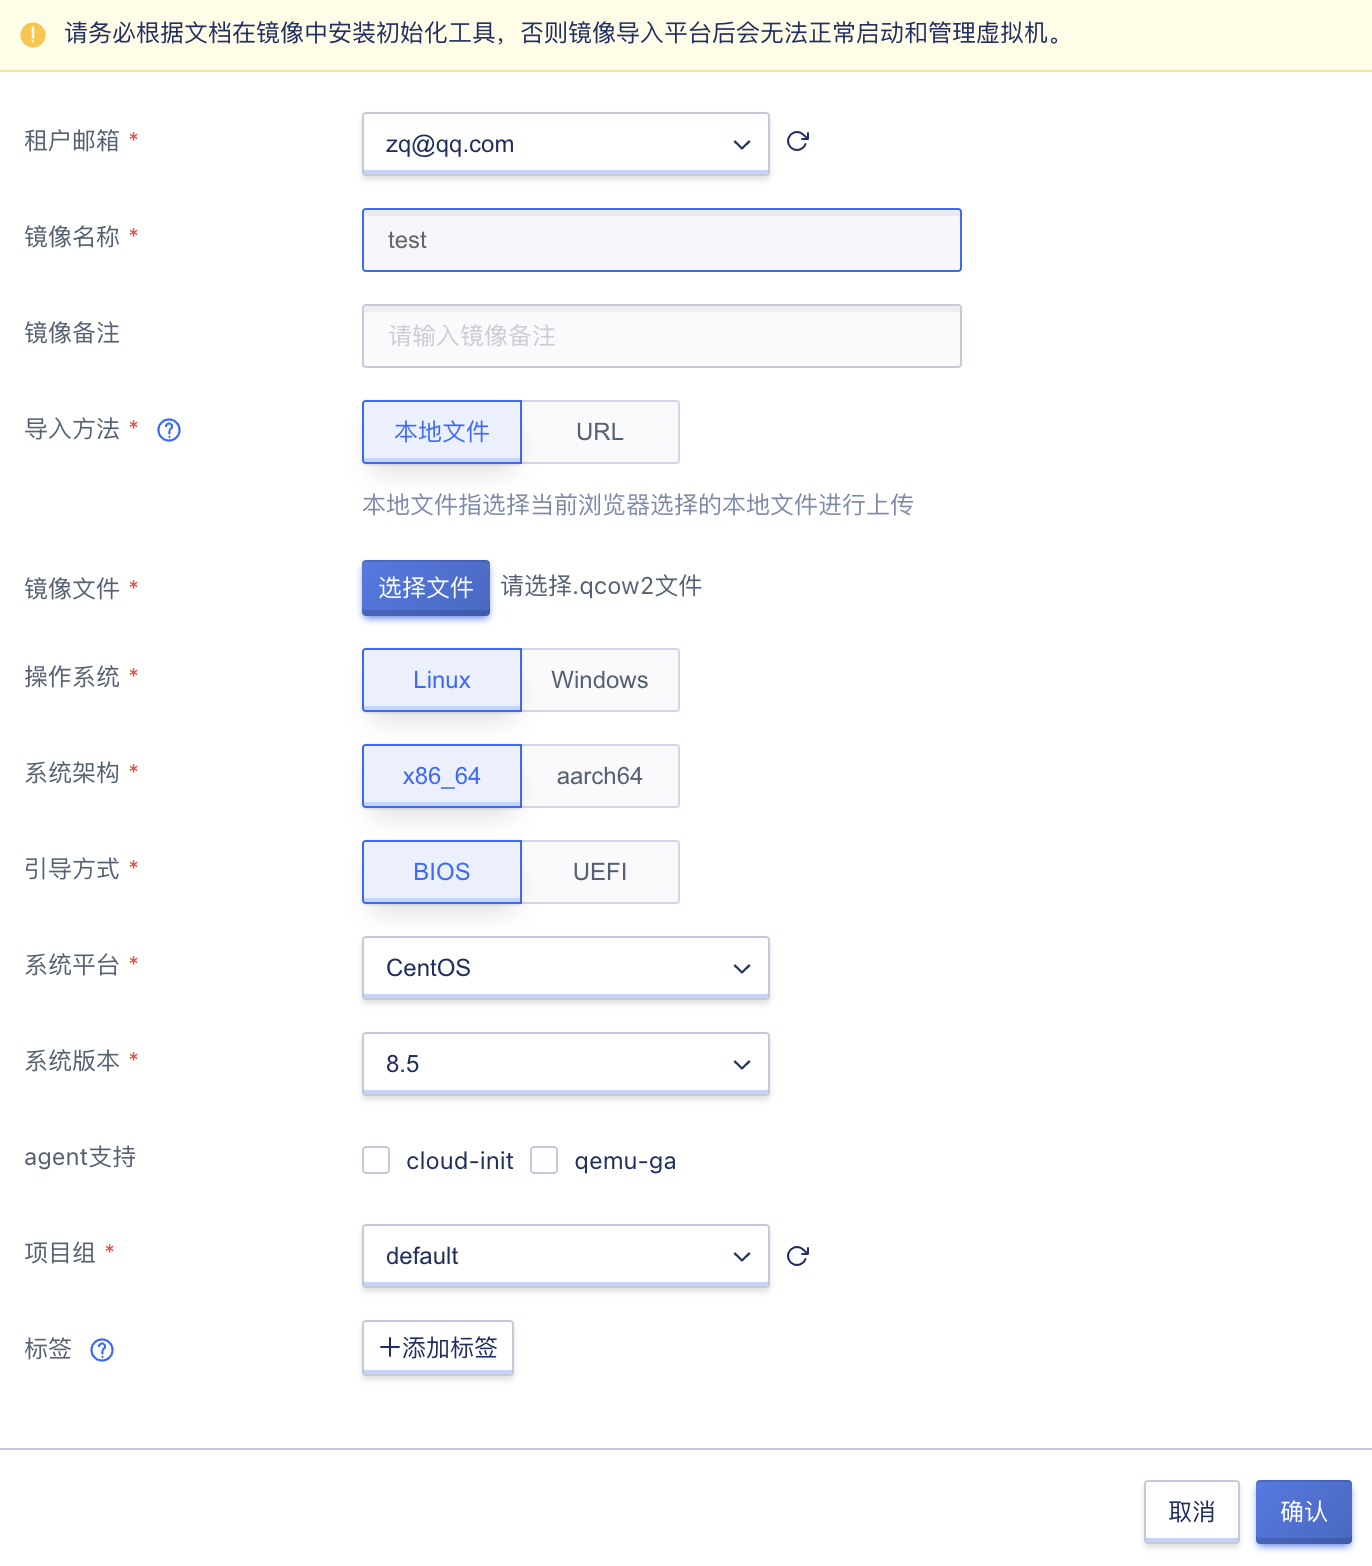 请务必根据文档在镜像中安装初始化工具，否则镜像导入平台后会无法正常启动和管理虚拟机。
租户邮箱 * zq@qq.com
镜像名称 * test
镜像备注 请输入镜像备注
导入方法 * 本地文件 URL
本地文件指选择当前浏览器选择的本地文件进行上传
镜像文件 * 选择文件 请选择.qcow2文件
操作系统 * Linux Windows
系统架构 * x86_64 aarch64
引导方式 * BIOS UEFI
系统平台 * CentOS
系统版本 * 8.5
agent支持 cloud-init qemu-ga
项目组 * default
标签 +添加标签
取消 确认